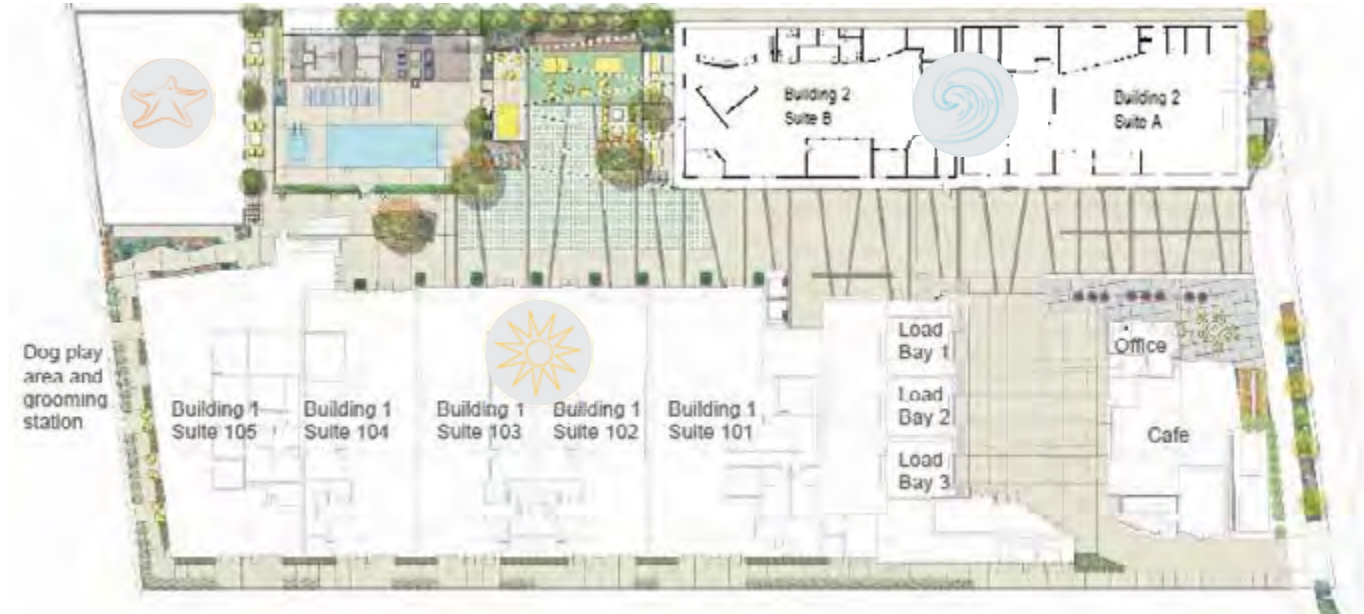 Building 2
Suite B
Building 2
Suite A
Load
Bay 1
Office
Dog play
area and
grooming
station
Load
Bay 2
Building 1
Suite 105
Building 1
Suite 104
Building 1
Suite 103
Building 1
Suite 102
Building 1
Suite 101
Cafe
Load
Bay 3